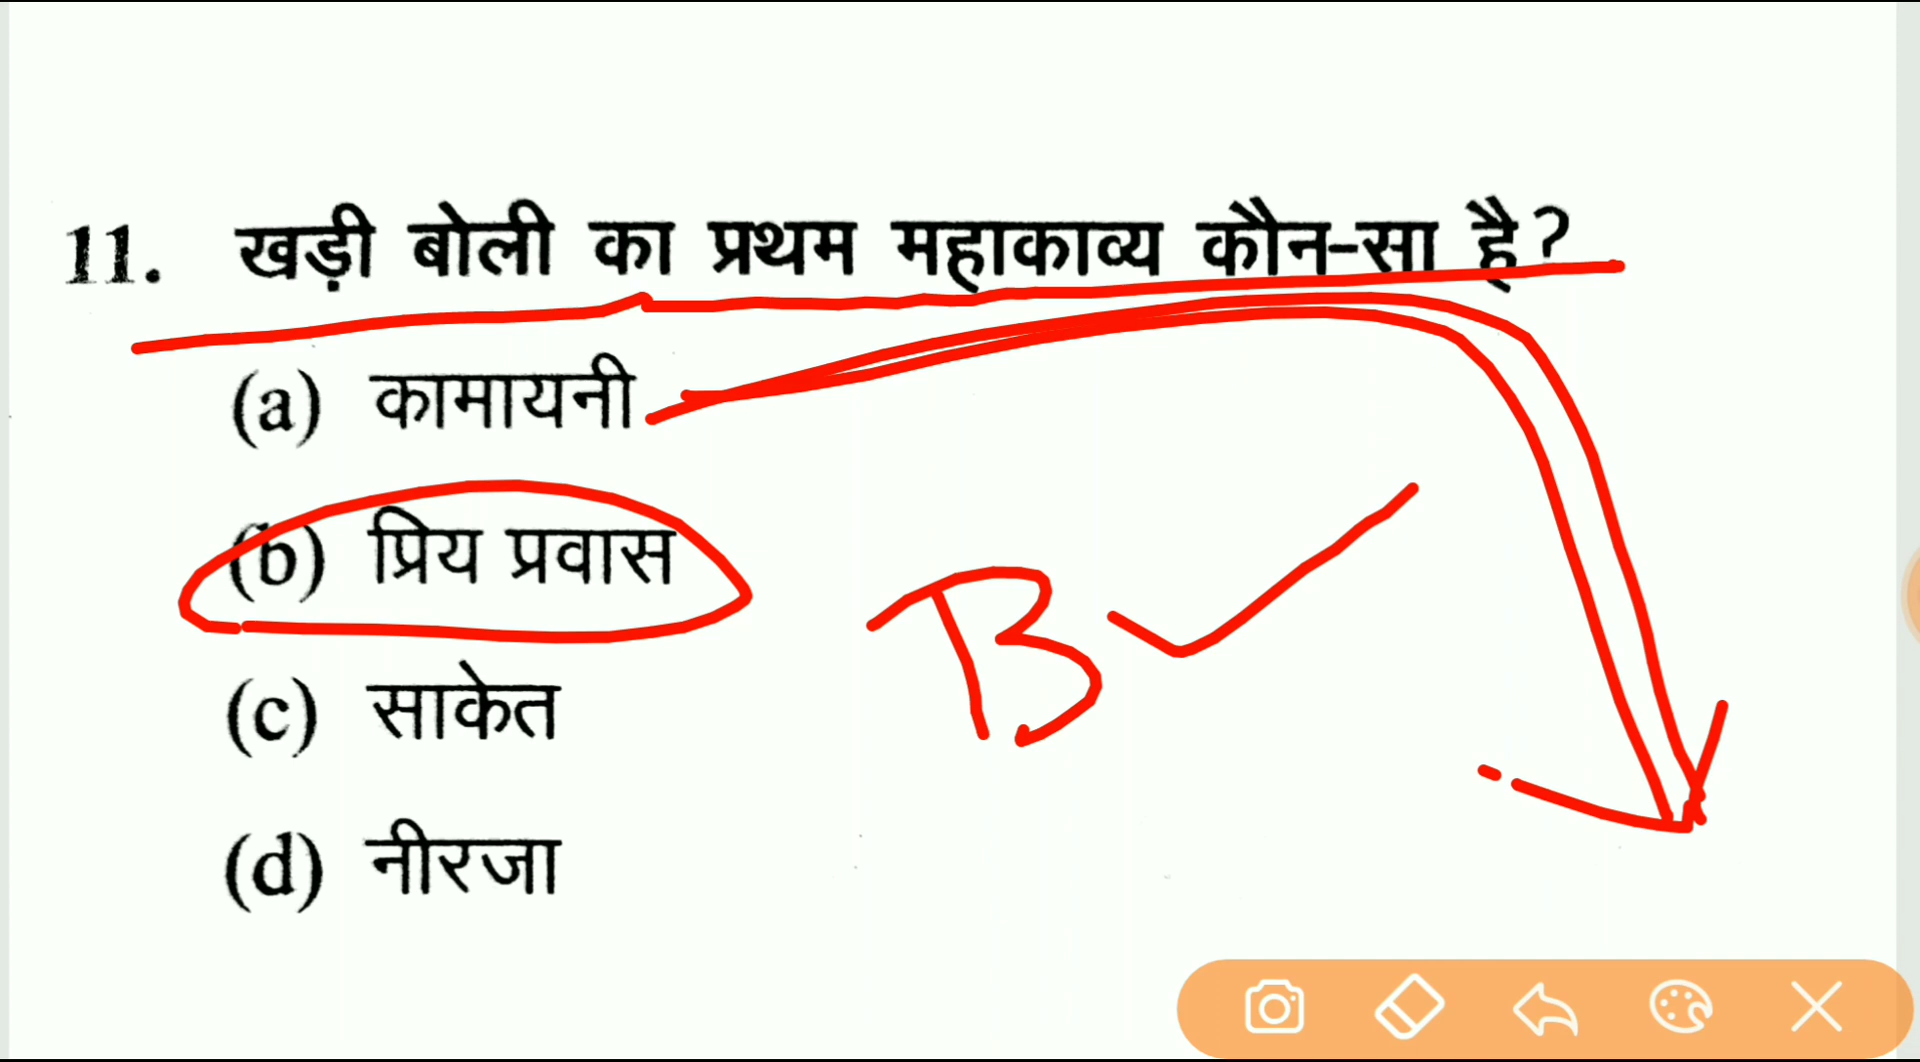 11. खड़ी बोली का प्रथम महाकाव्य कौन-सा है?
(a) कामायनी
(b) प्रिय प्रवास
B
(c) साकेत
(d) नीरजा